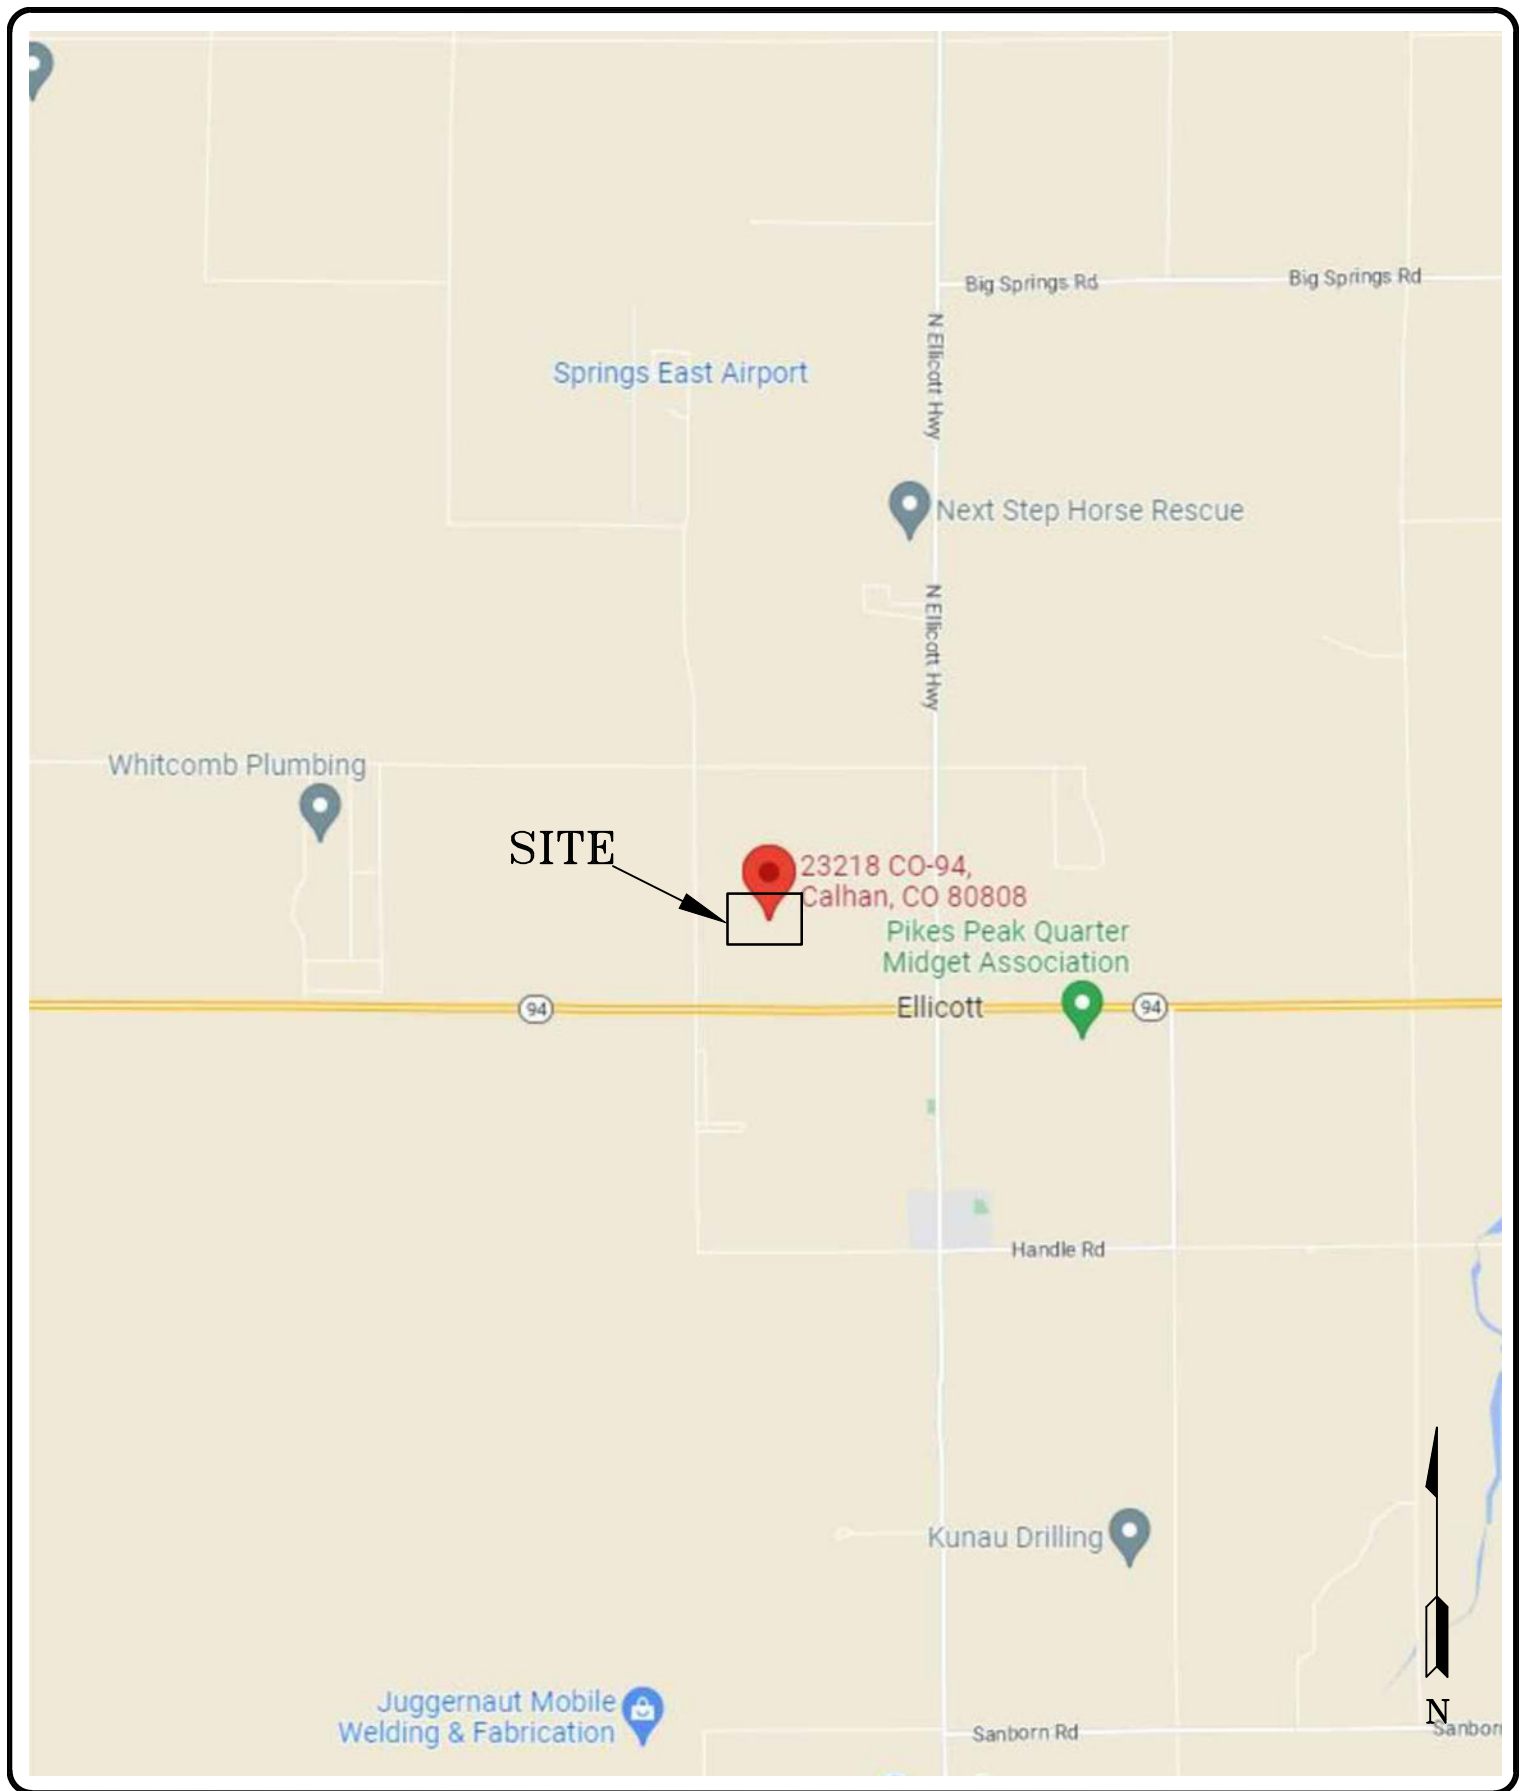 Big Springs Rd
Big Springs Rd
N Ellicott Hwy
Springs East Airport
Next Step Horse Rescue
N Ellicott Hwy
Whitcomb Plumbing
SITE
23218 CO-94,
Calhan, CO 80808
Pikes Peak Quarter
Midget Association
94
Ellicott
94
Handle Rd
Kunau Drilling
Juggernaut Mobile
Welding & Fabrication
N
Sanborn Rd
Sanborn